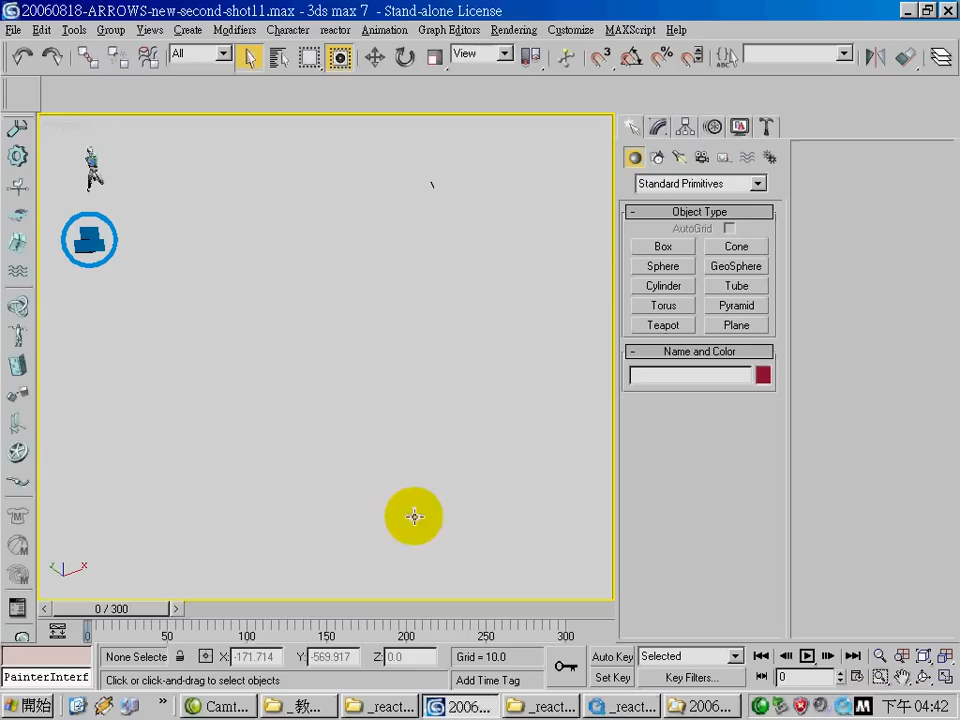 20060818-ARROWS-new-second-shot11.max - 3ds max 7 - Stand-alone License
File Edit Tools Group Views Create Modifiers Character reactor Animation Graph Editors Rendering Customize MAXScript Help
All View
Standard Primitives
- Object Type
AutoGrid
Box Cone
Sphere GeoSphere
Cylinder Tube
Torus Pyramid
Teapot Plane
- Name and Color
z x
< 0 / 300 >
0 50 100 150 200 250 300
None Selecte X: -171.714 Y: -569.917 Z: 0.0 Grid = 10.0 Auto Key Selected
PainterInterf Click or click-and-drag to select objects Add Time Tag Set Key Key Filters... 0
開始 » Camt... _教... _reac... 2006... _react... _react... 2006... 下午 04:42